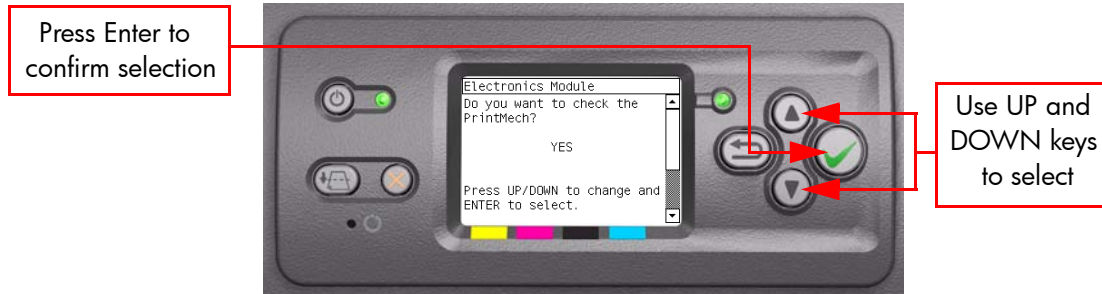 Press Enter to
confirm selection
Electronics Module
Do you want to check the
PrintMech?
YES
Press UP/DOWN to change and
ENTER to select.
Use UP and
DOWN keys
to select